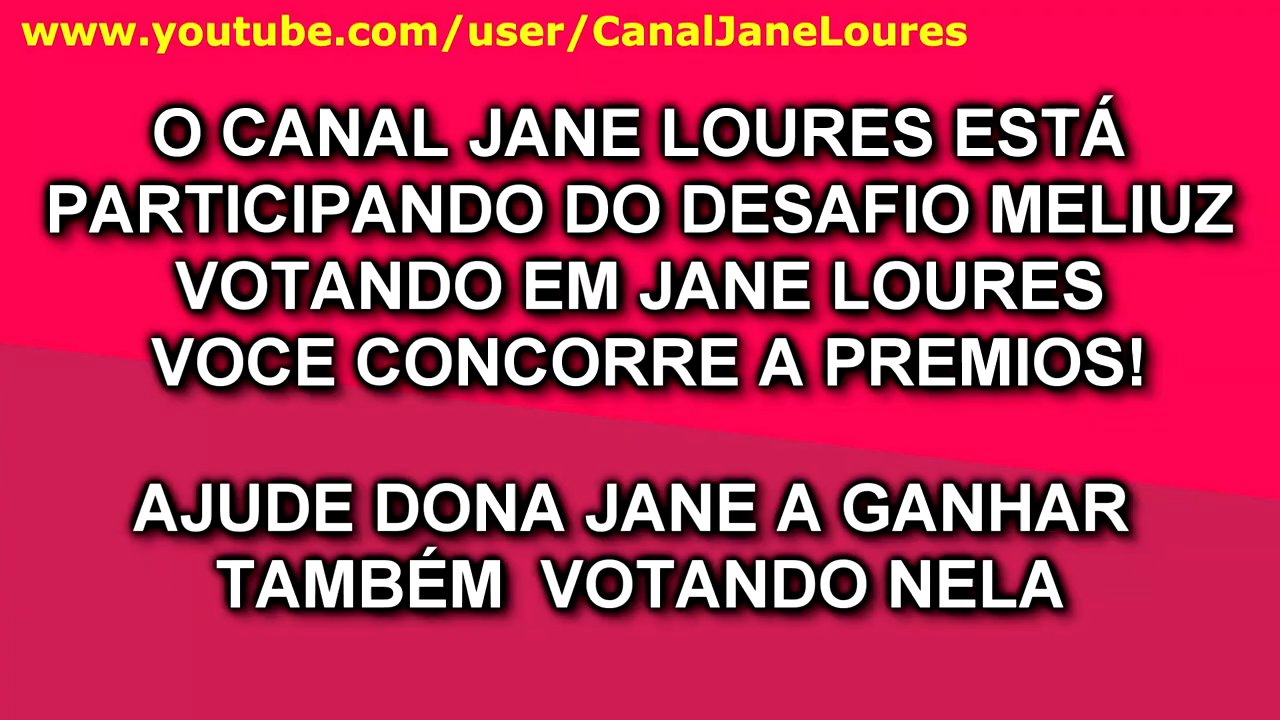 www.youtube.com/user/CanalJaneLoures
O CANAL JANE LOURES ESTÁ
PARTICIPANDO DO DESAFIO MELIUZ
VOTANDO EM JANE LOURES
VOCE CONCORRE A PREMIOS!
AJUDE DONA JANE A GANHAR
TAMBÉM VOTANDO NELA